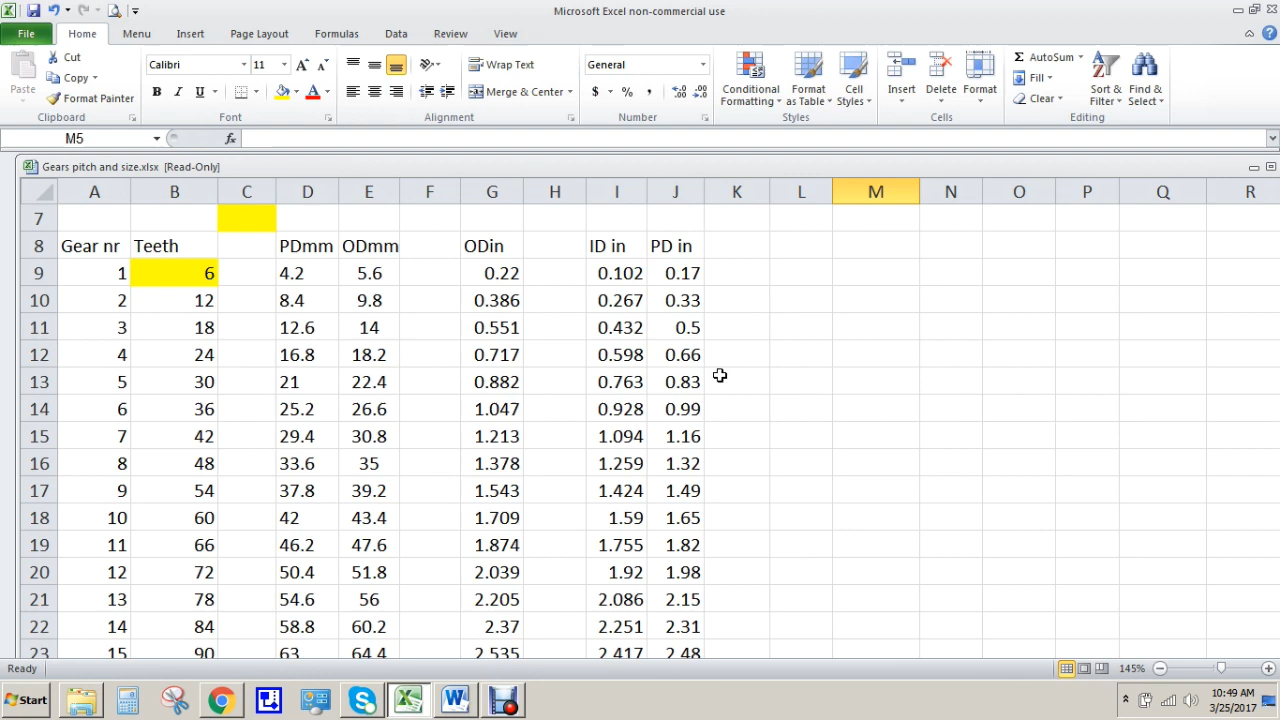 Microsoft Excel non-commercial use
File Home Menu Insert Page Layout Formulas Data Review View
Paste
Cut
Copy
Format Painter
Clipboard
Calibri 11
B I U
Font
Wrap Text
Merge & Center
Alignment
General
$ % ,
Number
Conditional Formatting
Format as Table
Cell Styles
Styles
Insert
Delete
Format
Cells
AutoSum
Fill
Clear
Sort & Filter
Find & Select
Editing
M5 fx
Gears pitch and size.xlsx [Read-Only]
A B C D E F G H I J K L M N O P Q R
7
8 Gear nr Teeth PDmm ODmm ODin ID in PD in
9 1 6 4.2 5.6 0.22 0.102 0.17
10 2 12 8.4 9.8 0.386 0.267 0.33
11 3 18 12.6 14 0.551 0.432 0.5
12 4 24 16.8 18.2 0.717 0.598 0.66
13 5 30 21 22.4 0.882 0.763 0.83
14 6 36 25.2 26.6 1.047 0.928 0.99
15 7 42 29.4 30.8 1.213 1.094 1.16
16 8 48 33.6 35 1.378 1.259 1.32
17 9 54 37.8 39.2 1.543 1.424 1.49
18 10 60 42 43.4 1.709 1.59 1.65
19 11 66 46.2 47.6 1.874 1.755 1.82
20 12 72 50.4 51.8 2.039 1.92 1.98
21 13 78 54.6 56 2.205 2.086 2.15
22 14 84 58.8 60.2 2.37 2.251 2.31
23 15 90 63 64.4 2.535 2.417 2.48
Ready 145%
Start 10:49 AM
3/25/2017